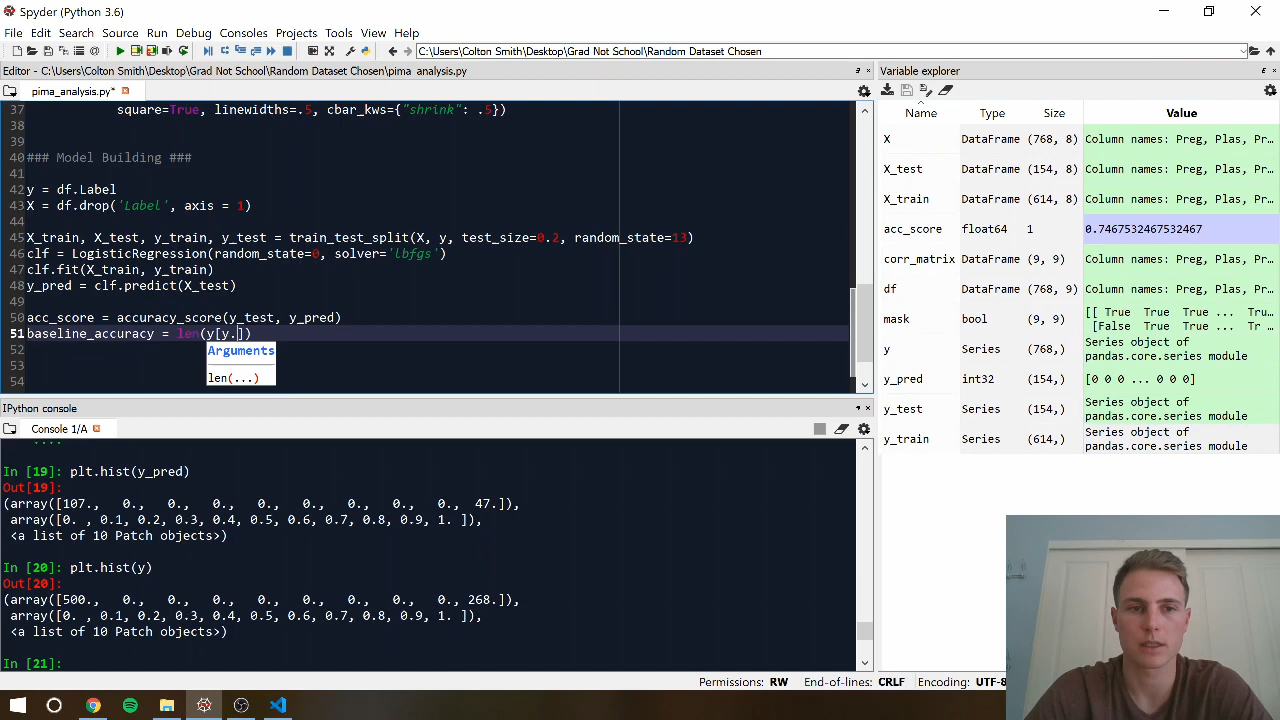 Spyder (Python 3.6)
File Edit Search Source Run Debug Consoles Projects Tools View Help
C:\Users\Colton Smith\Desktop\Grad Not School\Random Dataset Chosen
Editor - C:\Users\Colton Smith\Desktop\Grad Not School\Random Dataset Chosen\pima_analysis.py
pima_analysis.py*
37 square=True, linewidths=.5, cbar_kws={"shrink": .5})
38
39
40 ### Model Building ###
41
42 y = df.Label
43 X = df.drop('Label', axis = 1)
44
45 X_train, X_test, y_train, y_test = train_test_split(X, y, test_size=0.2, random_state=13)
46 clf = LogisticRegression(random_state=0, solver='lbfgs')
47 clf.fit(X_train, y_train)
48 y_pred = clf.predict(X_test)
49
50 acc_score = accuracy_score(y_test, y_pred)
51 baseline_accuracy = len(y[y.])
52
53
54
Arguments
len(...)
Variable explorer
Name Type Size Value
X DataFrame (768, 8) Column names: Preg, Plas, Pr...
X_test DataFrame (154, 8) Column names: Preg, Plas, Pr...
X_train DataFrame (614, 8) Column names: Preg, Plas, Pr...
acc_score float64 1 0.7467532467532467
corr_matrix DataFrame (9, 9) Column names: Preg, Plas, Pr...
df DataFrame (768, 9) Column names: Preg, Plas, Pr...
mask bool (9, 9) [[ True True True ... Tru...
[False True True ... Tru...
y Series (768,) Series object of
pandas.core.series module
y_pred int32 (154,) [0 0 0 ... 0 0 0]
y_test Series (154,) Series object of
pandas.core.series module
y_train Series (614,) Series object of
pandas.core.series module
IPython console
Console 1/A
....
In [19]: plt.hist(y_pred)
Out[19]:
(array([107., 0., 0., 0., 0., 0., 0., 0., 0., 47.]),
array([0. , 0.1, 0.2, 0.3, 0.4, 0.5, 0.6, 0.7, 0.8, 0.9, 1. ]),
<a list of 10 Patch objects>)
In [20]: plt.hist(y)
Out[20]:
(array([500., 0., 0., 0., 0., 0., 0., 0., 0., 268.]),
array([0. , 0.1, 0.2, 0.3, 0.4, 0.5, 0.6, 0.7, 0.8, 0.9, 1. ]),
<a list of 10 Patch objects>)
In [21]:
Permissions: RW End-of-lines: CRLF Encoding: UTF-8